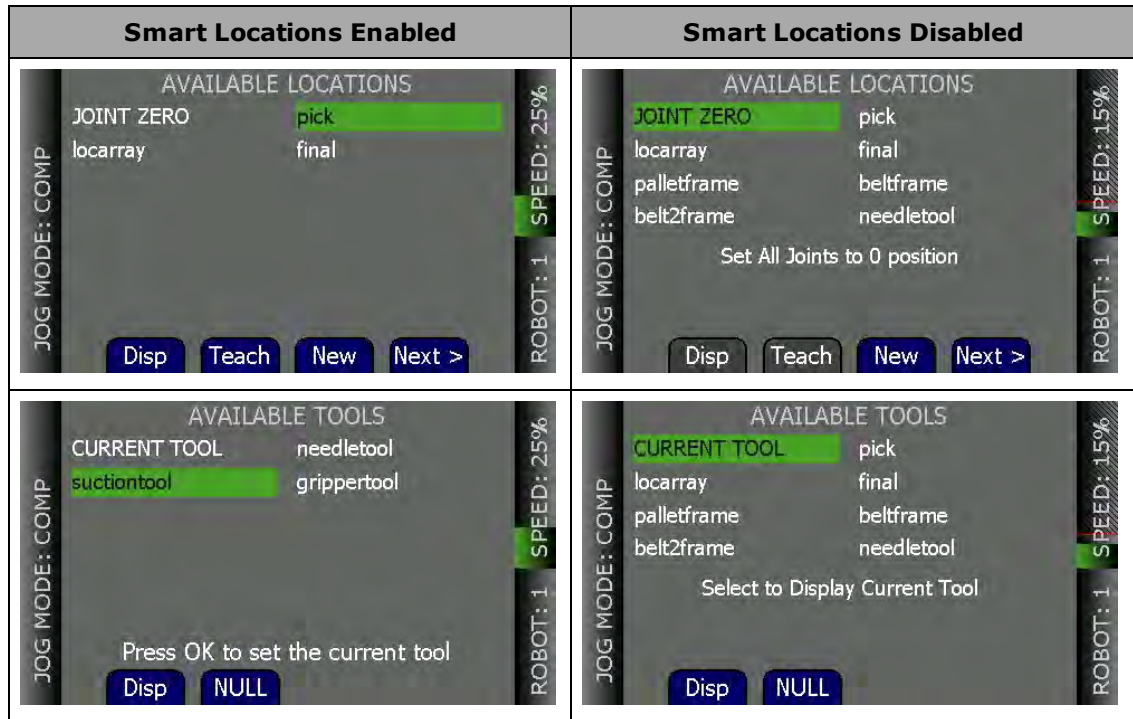 Smart Locations Enabled
Smart Locations Disabled
AVAILABLE LOCATIONS
JOINT ZERO pick
locarray final
Disp Teach New Next >
JOG MODE: COMP
SPEED: 25%
ROBOT: 1
AVAILABLE LOCATIONS
JOINT ZERO pick
locarray final
palletframe beltframe
belt2frame needletool
Set All Joints to 0 position
Disp Teach New Next >
JOG MODE: COMP
SPEED: 15%
ROBOT: 1
AVAILABLE TOOLS
CURRENT TOOL needletool
suctiontool grippertool
Press OK to set the current tool
Disp NULL
JOG MODE: COMP
SPEED: 25%
ROBOT: 1
AVAILABLE TOOLS
CURRENT TOOL pick
locarray final
palletframe beltframe
belt2frame needletool
Select to Display Current Tool
Disp NULL
JOG MODE: COMP
SPEED: 15%
ROBOT: 1